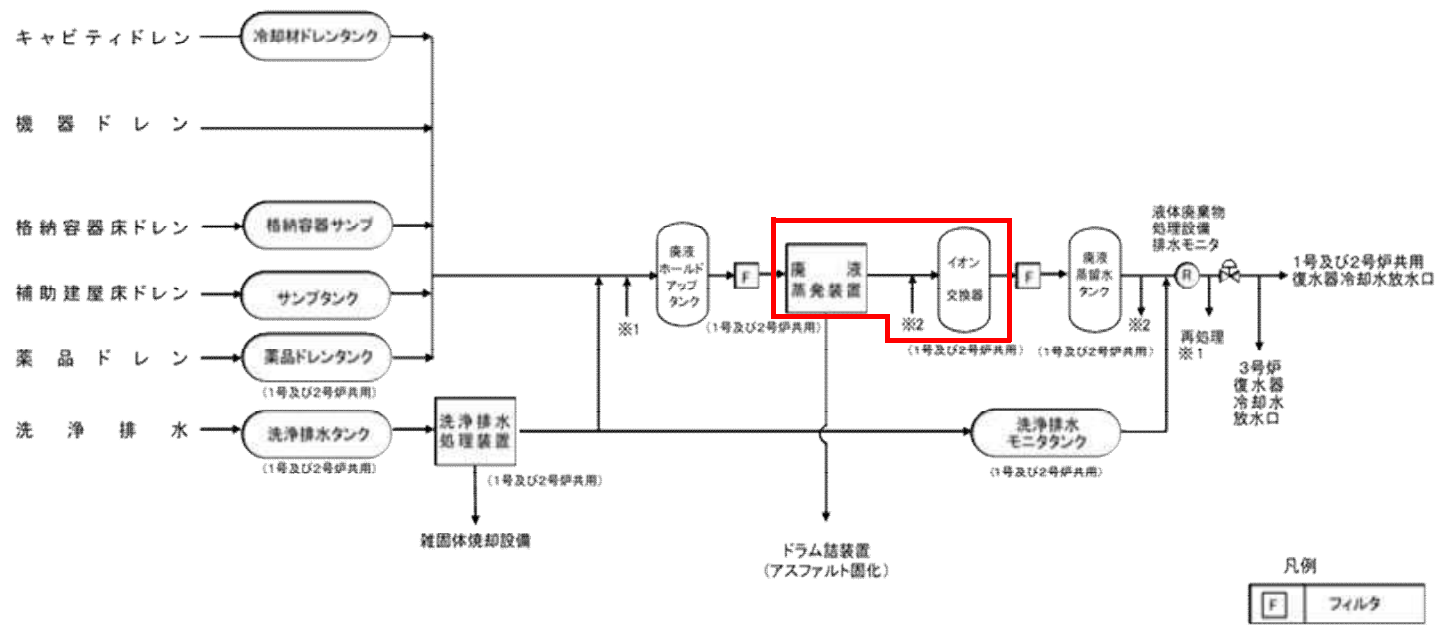 キャビティドレン
冷却材ドレンタンク
機器ドレン
格納容器床ドレン
格納容器サンプ
補助建屋床ドレン
サンプタンク
薬品ドレン
薬品ドレンタンク
(1号及び2号炉共用)
洗浄排水
洗浄排水タンク
(1号及び2号炉共用)
洗浄排水
処理装置
(1号及び2号炉共用)
雑固体焼却設備
※1
廃液
ホールド
アップ
タンク
(1号及び2号炉共用)
F
廃液
蒸発装置
※2
イオン
交換器
(1号及び2号炉共用)
F
廃液
蒸留水
タンク
(1号及び2号炉共用)
※2
液体廃棄物
処理設備
排水モニタ
R
再処理
※1
1号及び2号炉共用
復水器冷却水放水口
3号炉
復水器
冷却水
放水口
洗浄排水
モニタタンク
(1号及び2号炉共用)
ドラム詰装置
(アスファルト固化)
凡例
F
フィルタ